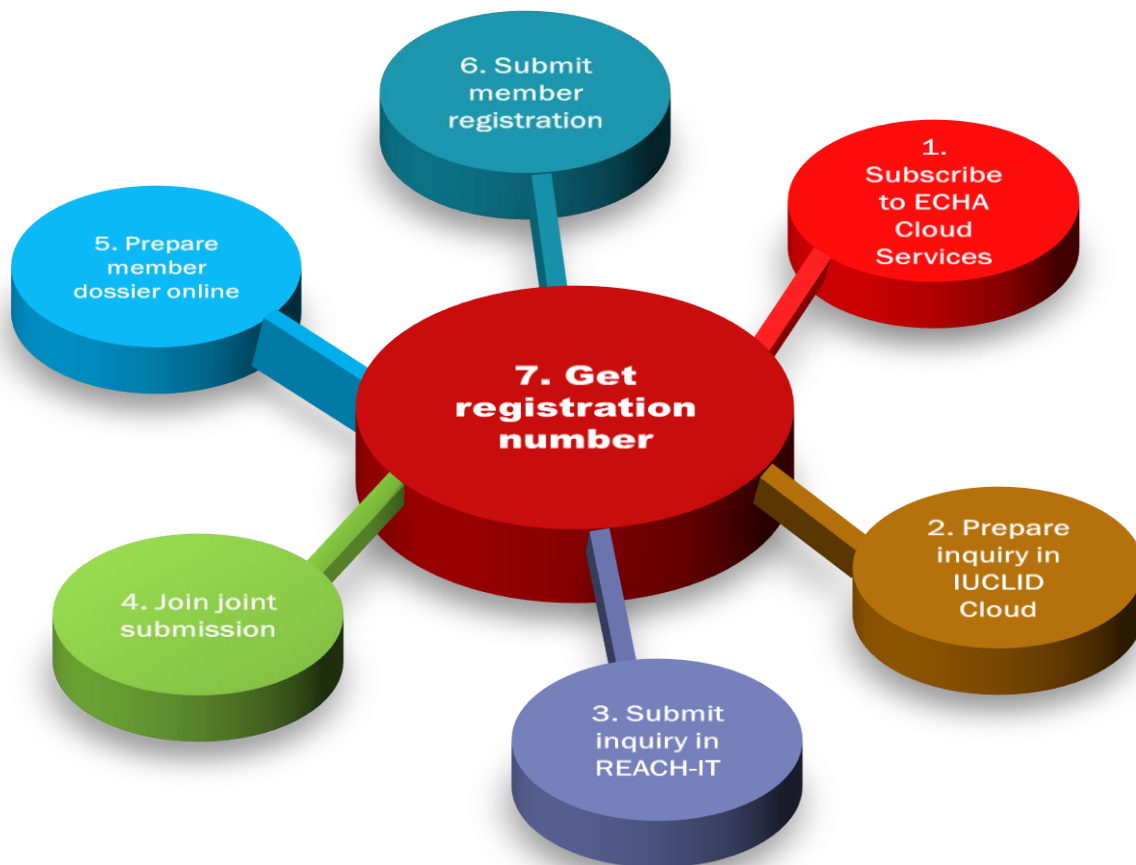 6. Submit
member
registration
1.
Subscribe
to ECHA
Cloud
Services
5. Prepare
member
dossier online
7. Get
registration
number
2. Prepare
inquiry in
IUCLID
Cloud
4. Join joint
submission
3. Submit
inquiry in
REACH-IT